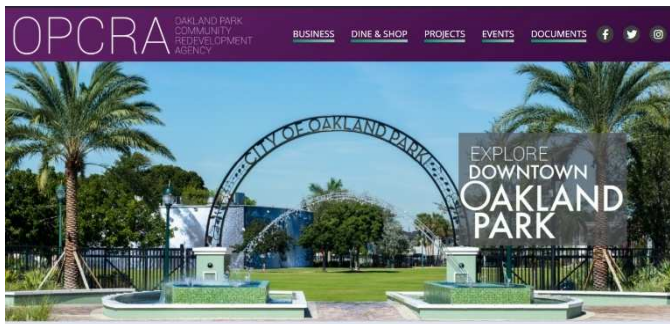 OPCRA
OAKLAND PARK
COMMUNITY
REDEVELOPMENT
AGENCY
BUSINESS DINE & SHOP PROJECTS EVENTS DOCUMENTS
CITY OF OAKLAND PARK
EXPLORE
DOWNTOWN
OAKLAND
PARK